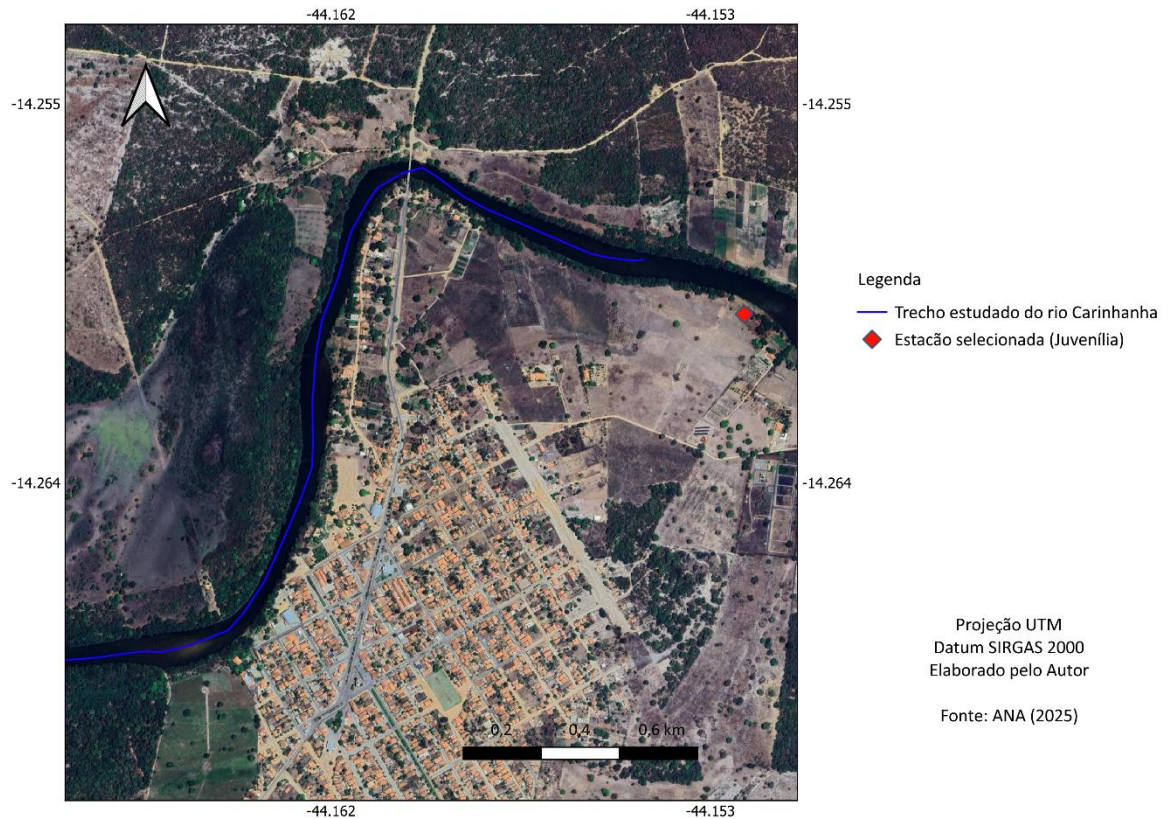 -44.162 -44.153
-14.255 -14.255
Legenda
Trecho estudado do rio Carinhanha
Estacão selecionada (Juvenília)
-14.264 -14.264
Projeção UTM
Datum SIRGAS 2000
Elaborado pelo Autor
Fonte: ANA (2025)
0,2 0,4 0,6 km
-44.162 -44.153